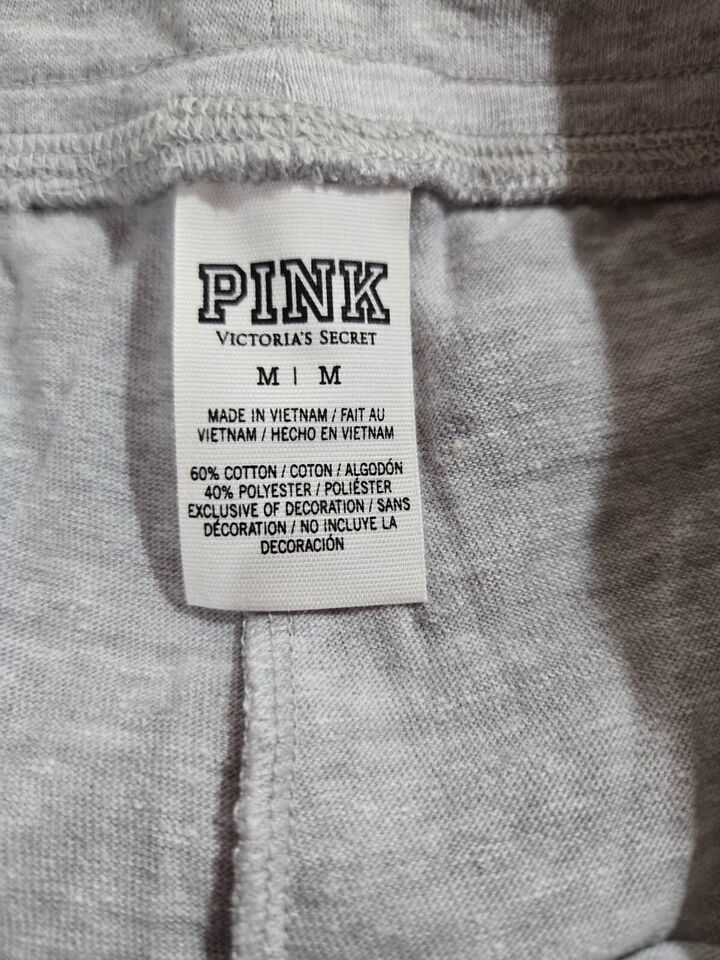 PINK
VICTORIA'S SECRET
M | M
MADE IN VIETNAM / FAIT AU
VIETNAM / HECHO EN VIETNAM
60% COTTON / COTON / ALGODÓN
40% POLYESTER / POLIÉSTER
EXCLUSIVE OF DECORATION / SANS
DÉCORATION / NO INCLUYE LA
DECORACIÓN